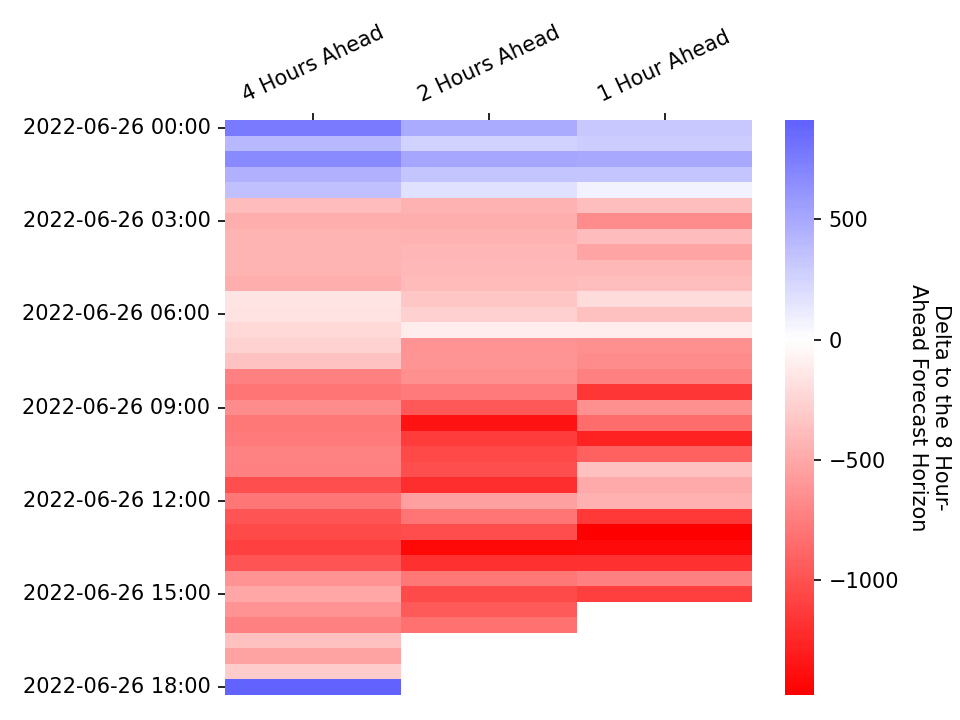 4 Hours Ahead
2 Hours Ahead
1 Hour Ahead
2022-06-26 00:00
2022-06-26 03:00
2022-06-26 06:00
2022-06-26 09:00
2022-06-26 12:00
2022-06-26 15:00
2022-06-26 18:00
500
0
−500
−1000
Delta to the 8 Hour-
Ahead Forecast Horizon